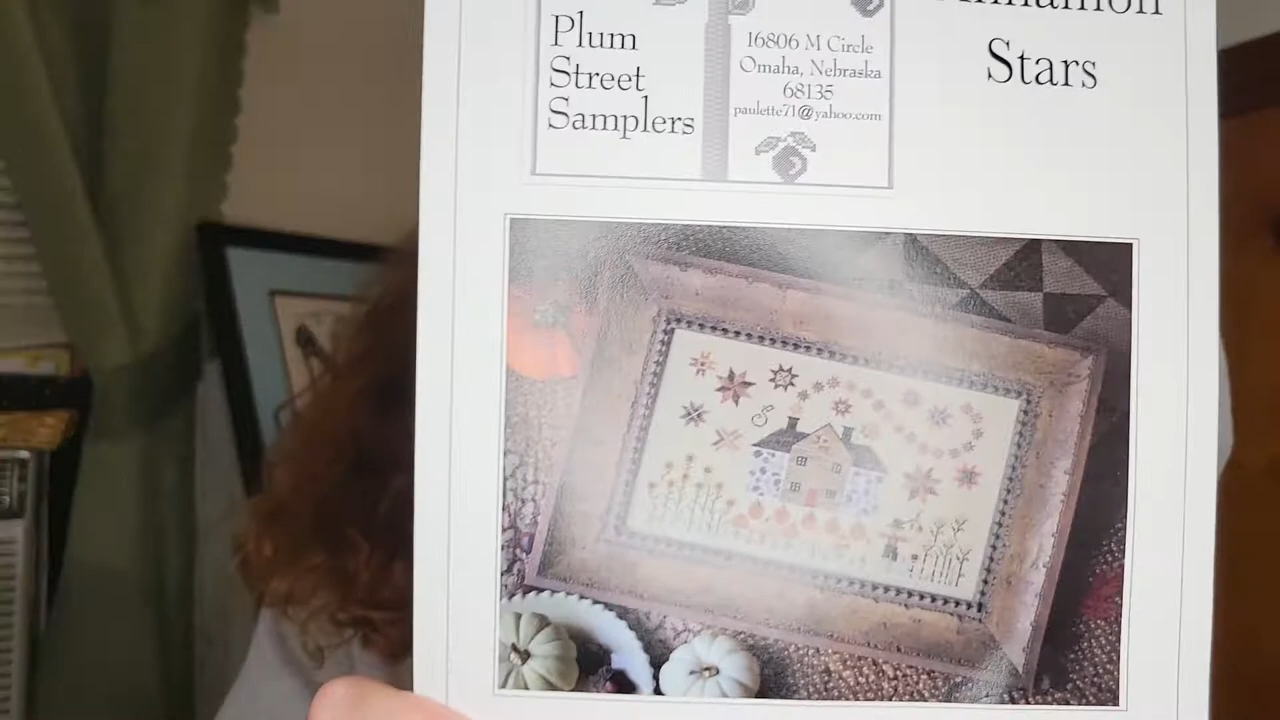 Plum
Street
Samplers
16806 M Circle
Omaha, Nebraska
68135
paulette71@yahoo.com
Stars